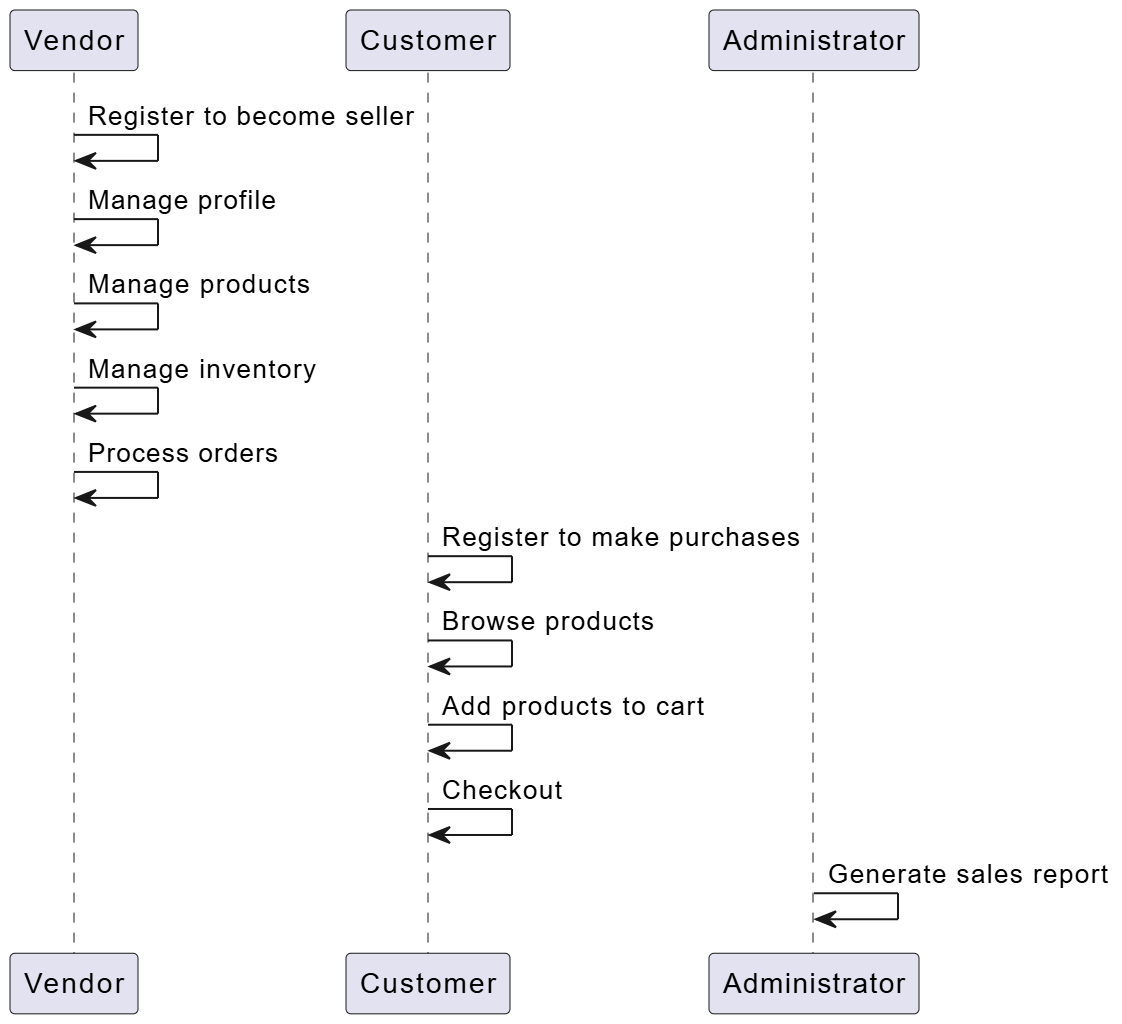 Vendor
Customer
Administrator
Register to become seller
Manage profile
Manage products
Manage inventory
Process orders
Register to make purchases
Browse products
Add products to cart
Checkout
Generate sales report
Vendor
Customer
Administrator